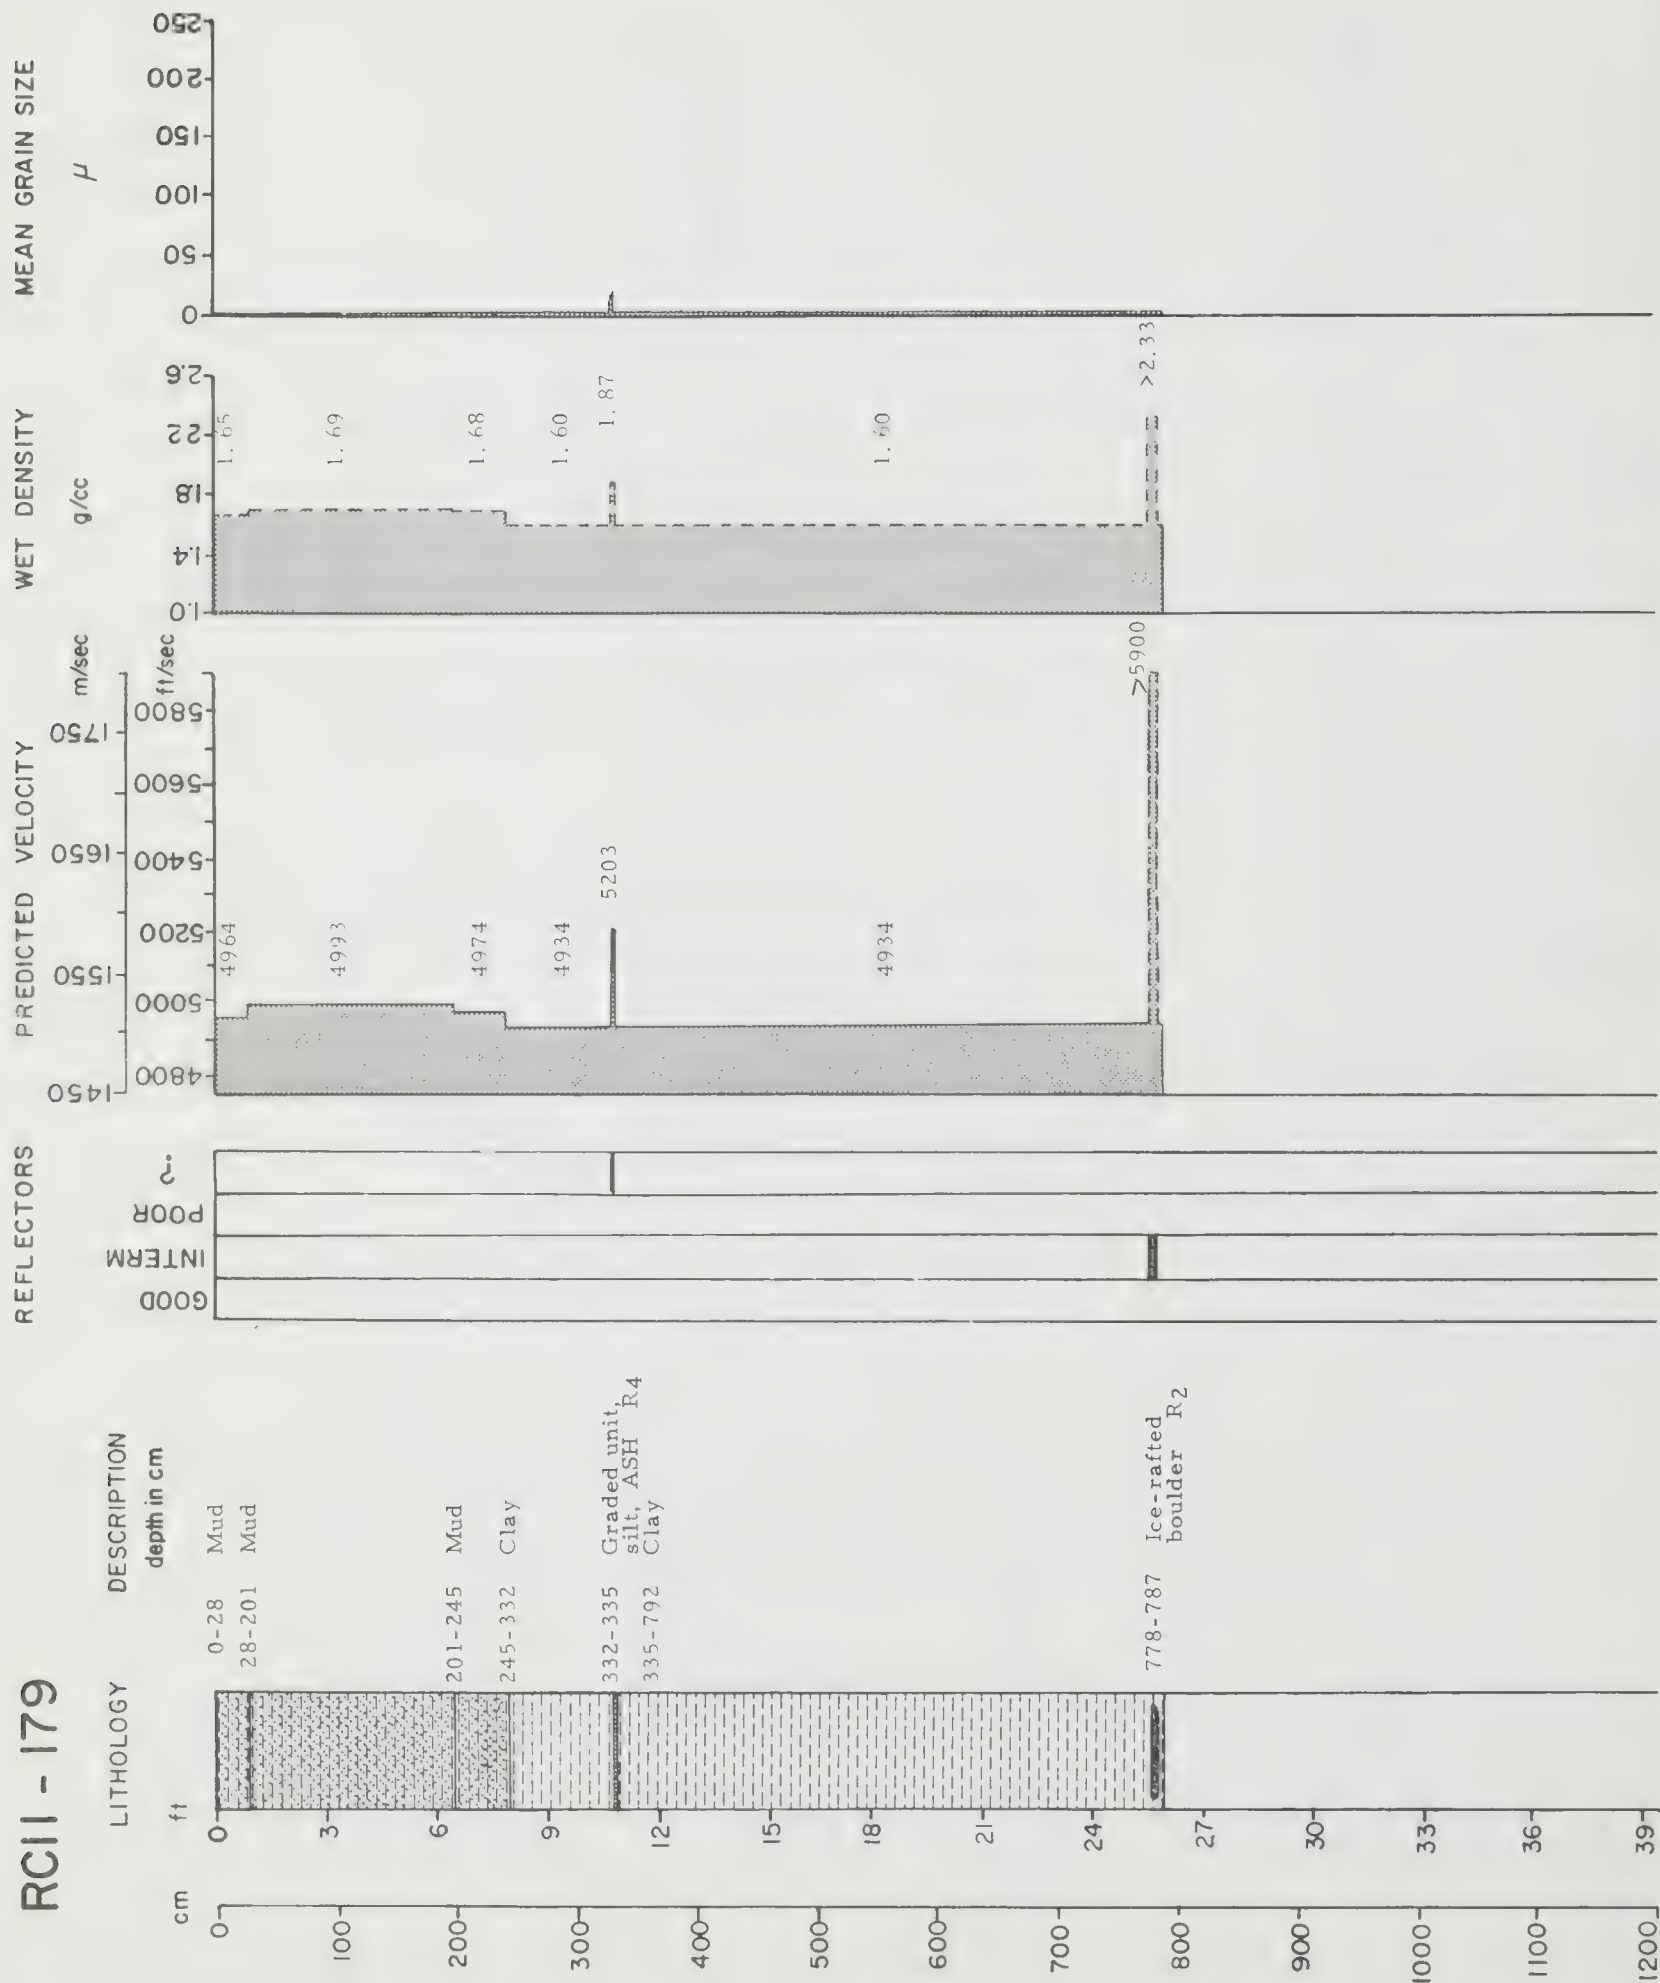 RC11 - 179
LITHOLOGY
DESCRIPTION
REFLECTORS
PREDICTED VELOCITY
WET DENSITY
MEAN GRAIN SIZE
cm
ft
depth in cm
GOOD
INTERM
POOR
?
m/sec
ft/sec
g/cc
μ
1450
1550
1650
1750
4800
5000
5200
5400
5600
5800
1.0
1.4
1.8
2.2
2.6
0
50
100
150
200
250
0
100
200
300
400
500
600
700
800
900
1000
1100
1200
0
3
6
9
12
15
18
21
24
27
30
33
36
39
0-28 Mud
28-201 Mud
201-245 Mud
245-332 Clay
332-335 Graded unit,
silt, ASH R4
335-792 Clay
778-787 Ice-rafted
boulder R2
4964
4993
4974
4934
5203
4934
>5900
1.65
1.69
1.68
1.60
1.87
1.60
>2.33